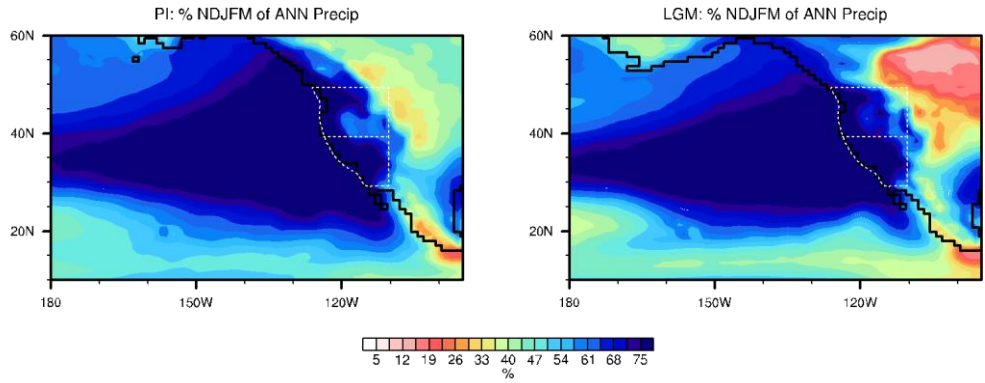 PI: % NDJFM of ANN Precip
LGM: % NDJFM of ANN Precip
60N
40N
20N
180
150W
120W
60N
40N
20N
180
150W
120W
5 12 19 26 33 40 47 54 61 68 75
%